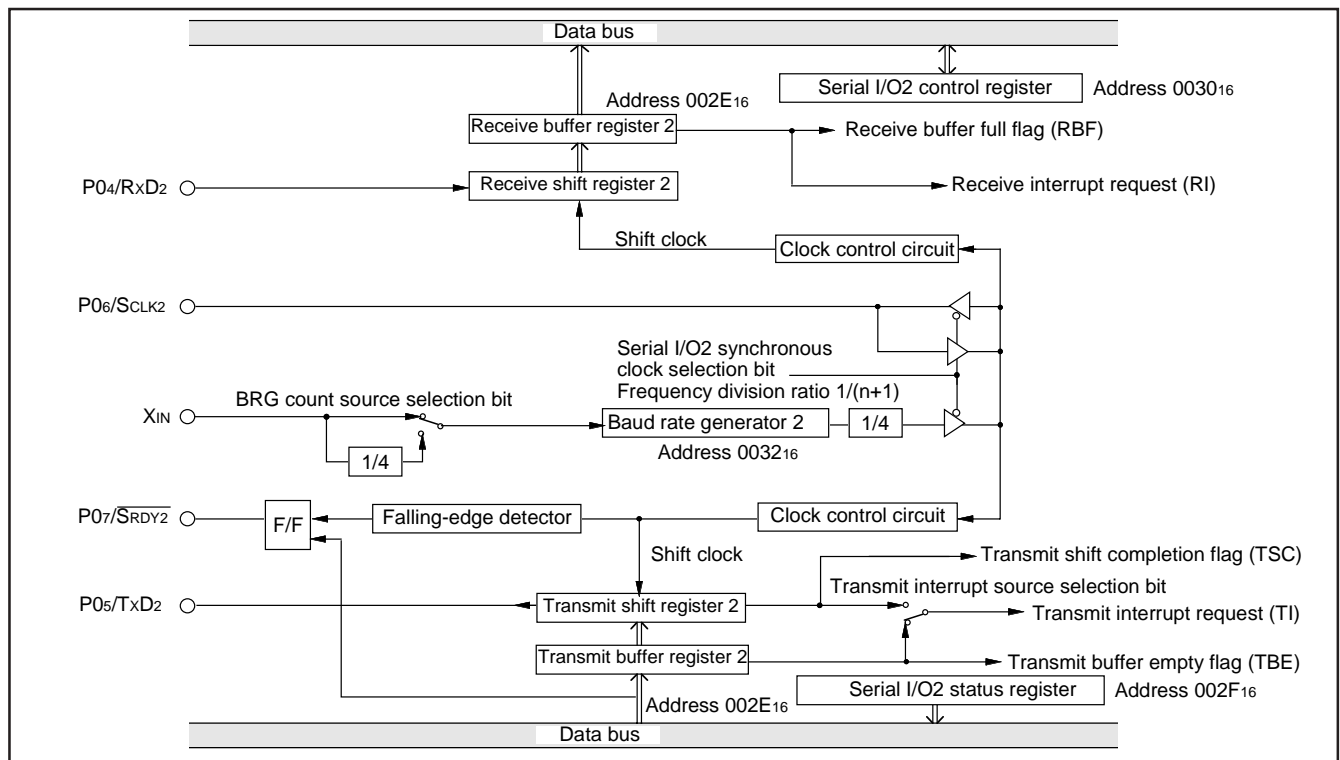 Data bus
Serial I/O2 control register Address 003016
Address 002E16
Receive buffer register 2 Receive buffer full flag (RBF)
P04/RXD2 Receive shift register 2 Receive interrupt request (RI)
Shift clock Clock control circuit
P06/SCLK2
Serial I/O2 synchronous
clock selection bit
Frequency division ratio 1/(n+1)
BRG count source selection bit
XIN Baud rate generator 2 1/4
Address 003216
1/4
P07/SRDY2 F/F Falling-edge detector Clock control circuit
Shift clock
Transmit shift completion flag (TSC)
Transmit interrupt source selection bit
P05/TXD2 Transmit shift register 2
Transmit interrupt request (TI)
Transmit buffer register 2 Transmit buffer empty flag (TBE)
Address 002E16 Serial I/O2 status register Address 002F16
Data bus